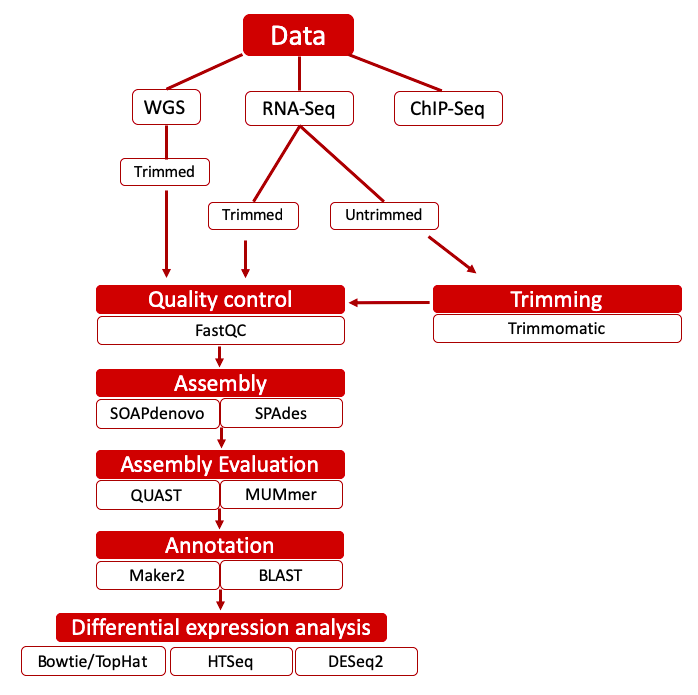 Data
WGS
RNA-Seq
ChIP-Seq
Trimmed
Trimmed
Untrimmed
Quality control
FastQC
Trimming
Trimmomatic
Assembly
SOAPdenovo
SPAdes
Assembly Evaluation
QUAST
MUMmer
Annotation
Maker2
BLAST
Differential expression analysis
Bowtie/TopHat
HTSeq
DESeq2